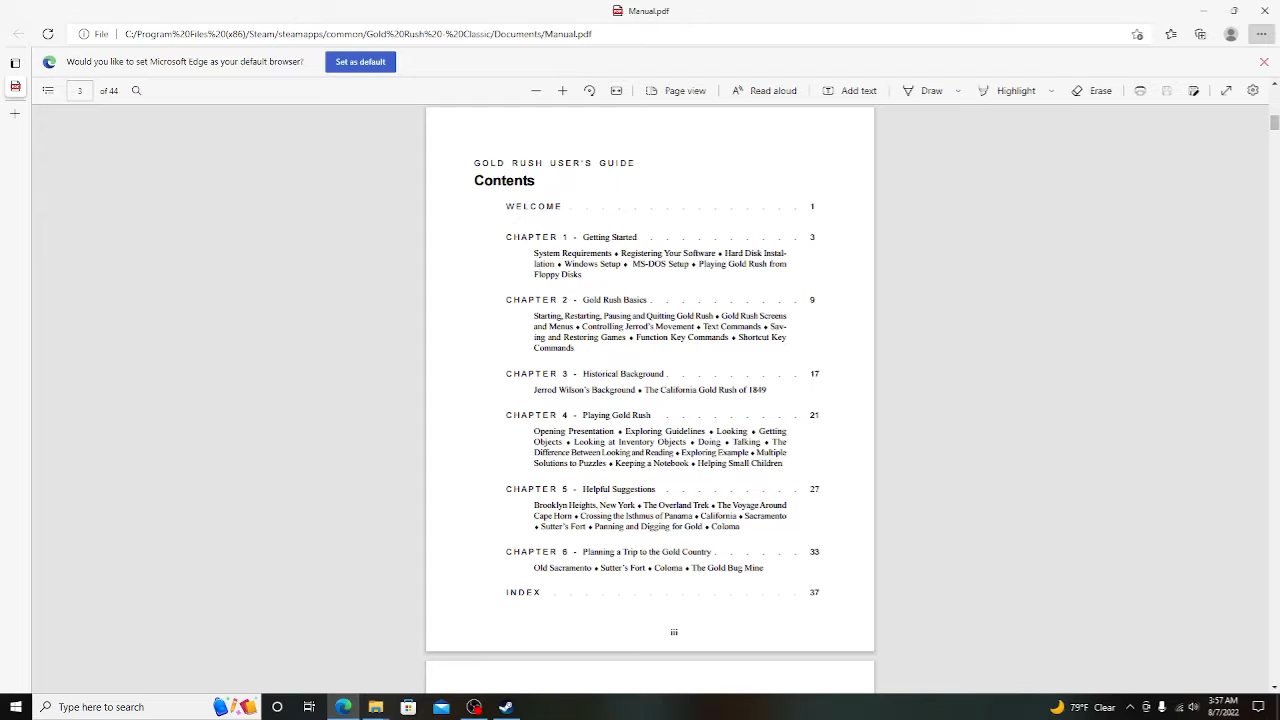 Manual.pdf
File C:/Program%20Files%20(x86)/Steam/steamapps/common/Gold%20Rush%20-%20Classic/Documents/Manual.pdf
Would you like to set Microsoft Edge as your default browser? Set as default
3 of 44 Page view Read aloud Add text Draw Highlight Erase
GOLD RUSH USER'S GUIDE
Contents
WELCOME . . . . . . . . . . . . . . . 1
CHAPTER 1 - Getting Started . . . . . . . . . . 3
System Requirements ♦ Registering Your Software ♦ Hard Disk Instal-
lation ♦ Windows Setup ♦ MS-DOS Setup ♦ Playing Gold Rush from
Floppy Disks
CHAPTER 2 - Gold Rush Basics . . . . . . . . . . 9
Starting, Restarting, Pausing and Quitting Gold Rush ♦ Gold Rush Screens
and Menus ♦ Controlling Jerrod's Movement ♦ Text Commands ♦ Sav-
ing and Restoring Games ♦ Function Key Commands ♦ Shortcut Key
Commands
CHAPTER 3 - Historical Background . . . . . . . . . 17
Jerrod Wilson's Background ♦ The California Gold Rush of 1849
CHAPTER 4 - Playing Gold Rush . . . . . . . . . 21
Opening Presentation ♦ Exploring Guidelines ♦ Looking ♦ Getting
Objects ♦ Looking at Inventory Objects ♦ Doing ♦ Talking ♦ The
Difference Between Looking and Reading ♦ Exploring Example ♦ Multiple
Solutions to Puzzles ♦ Keeping a Notebook ♦ Helping Small Children
CHAPTER 5 - Helpful Suggestions . . . . . . . . . 27
Brooklyn Heights, New York ♦ The Overland Trek ♦ The Voyage Around
Cape Horn ♦ Crossing the Isthmus of Panama ♦ California ♦ Sacramento
♦ Sutter's Fort ♦ Panning and Digging for Gold ♦ Coloma
CHAPTER 6 - Planning a Trip to the Gold Country . . . . . . 33
Old Sacramento ♦ Sutter's Fort ♦ Coloma ♦ The Gold Bug Mine
INDEX . . . . . . . . . . . . . . . . 37
iii
Type here to search 79°F Clear 3:57 AM
8/7/2022